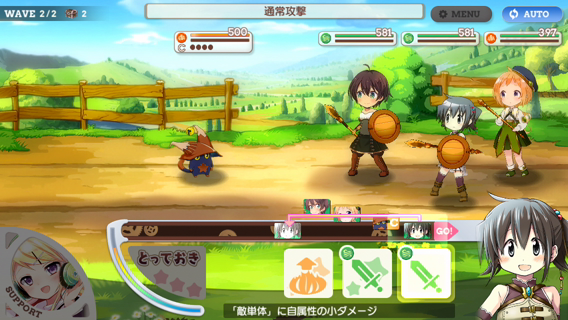 WAVE 2/2 2
通常攻撃
MENU
AUTO
500
C
581
581
397
GO!
とっておき
SUPPORT
「敵単体」に自属性の小ダメージ